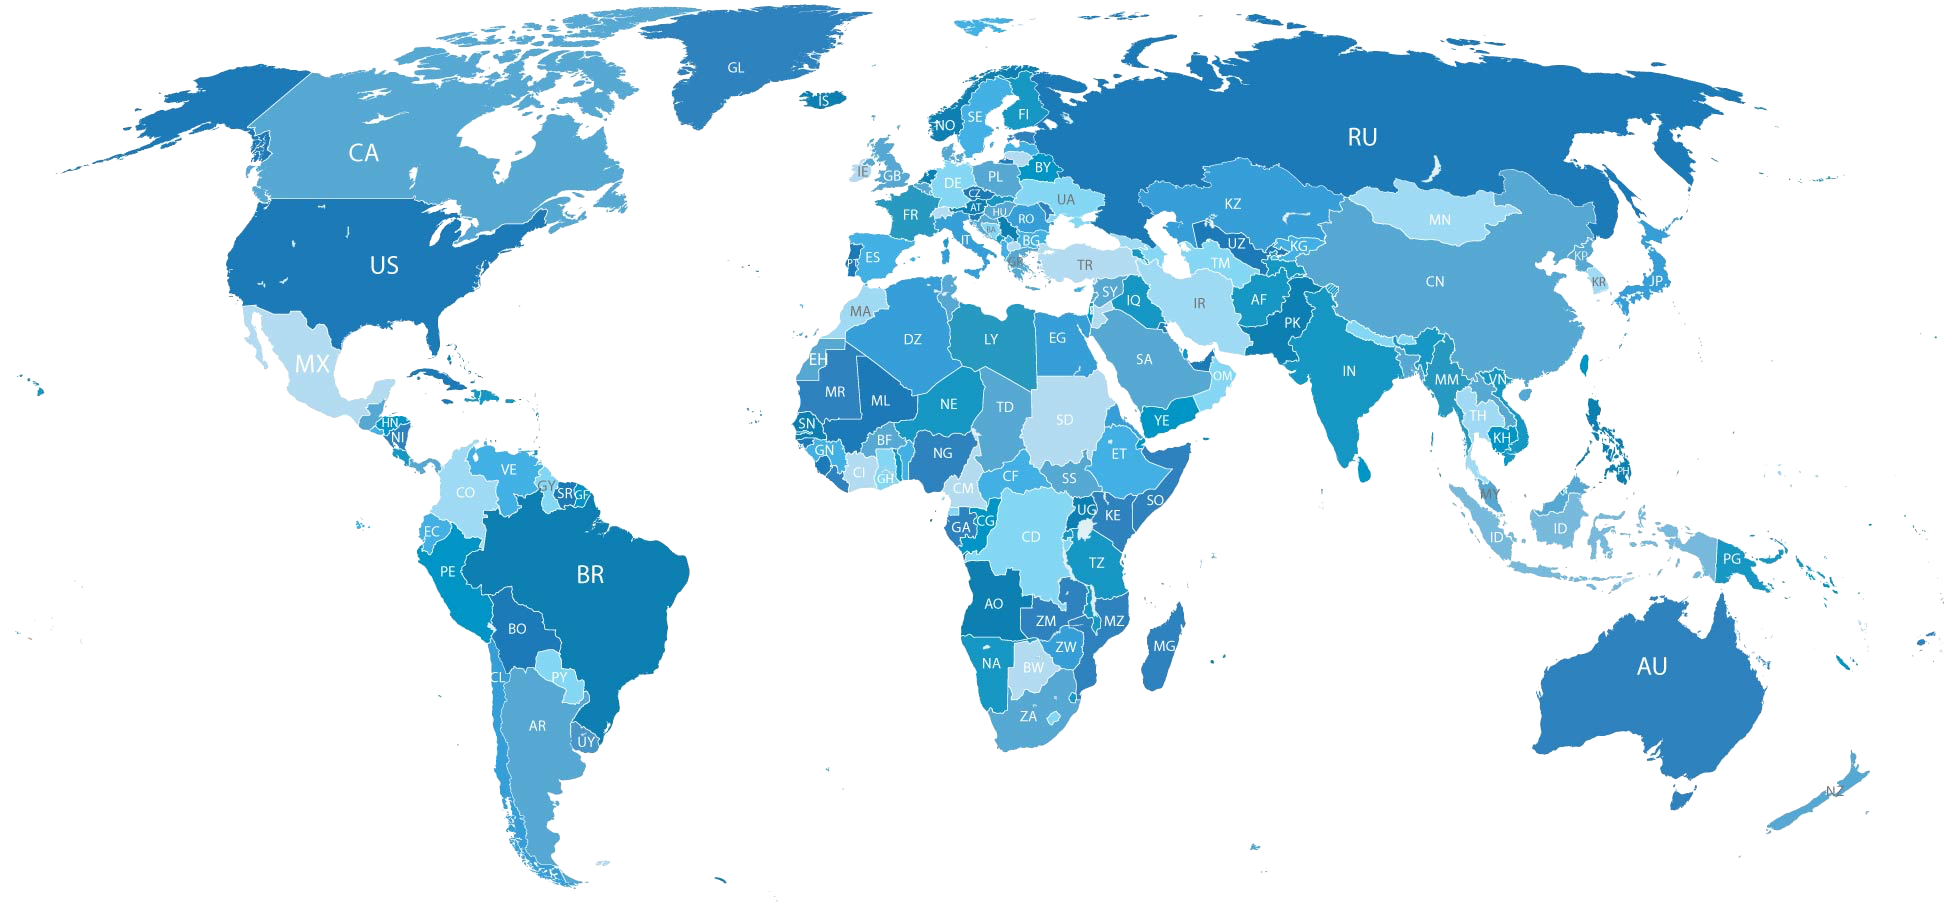 GL
IS
CA
NO
SE
FI
RU
IE
GB
DE
PL
BY
UA
CZ
AT
HU
FR
RO
BA
BG
IT
PT
ES
GR
TR
KZ
MN
UZ
KG
TM
US
MX
MA
DZ
LY
EG
SY
IQ
IR
AF
PK
CN
KP
KR
JP
EH
MR
ML
NE
TD
SD
SA
OM
YE
IN
MM
VN
TH
KH
PH
HN
NI
SN
GN
BF
CI
GH
NG
CM
CF
SS
ET
SO
VE
CO
GY
SR
GF
EC
PE
BR
BO
PY
CL
AR
UY
GA
CG
CD
UG
KE
TZ
AO
ZM
MZ
MG
NA
ZW
BW
ZA
MY
ID
ID
PG
AU
NZ